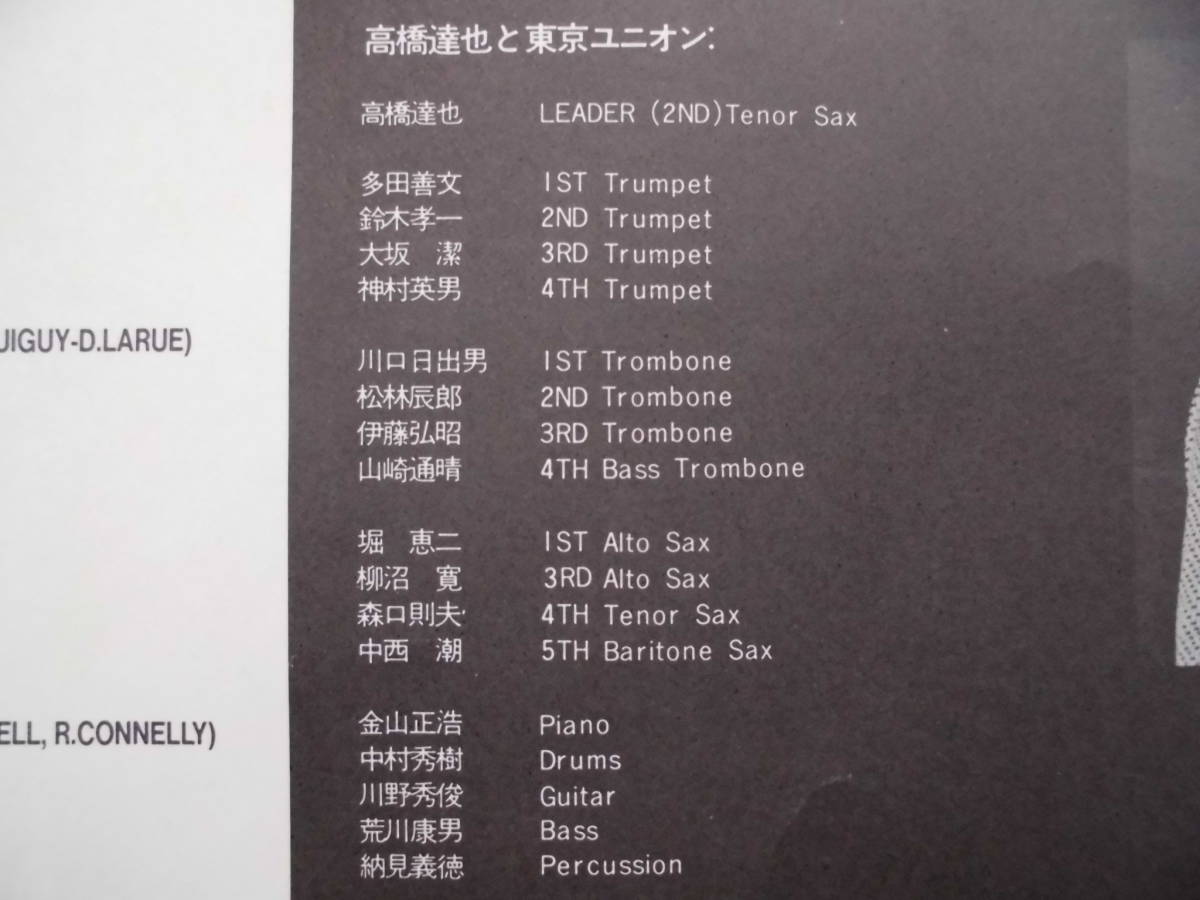 高橋達也と東京ユニオン:
高橋達也 LEADER (2ND)Tenor Sax
多田善文 1ST Trumpet
鈴木孝一 2ND Trumpet
大坂　潔 3RD Trumpet
神村英男 4TH Trumpet
UIGUY-D.LARUE)
川口日出男 1ST Trombone
松林辰郎 2ND Trombone
伊藤弘昭 3RD Trombone
山崎通晴 4TH Bass Trombone
堀　恵二 1ST Alto Sax
柳沼　寛 3RD Alto Sax
森口則夫 4TH Tenor Sax
中西　潮 5TH Baritone Sax
ELL, R.CONNELLY)
金山正浩 Piano
中村秀樹 Drums
川野秀俊 Guitar
荒川康男 Bass
納見義徳 Percussion